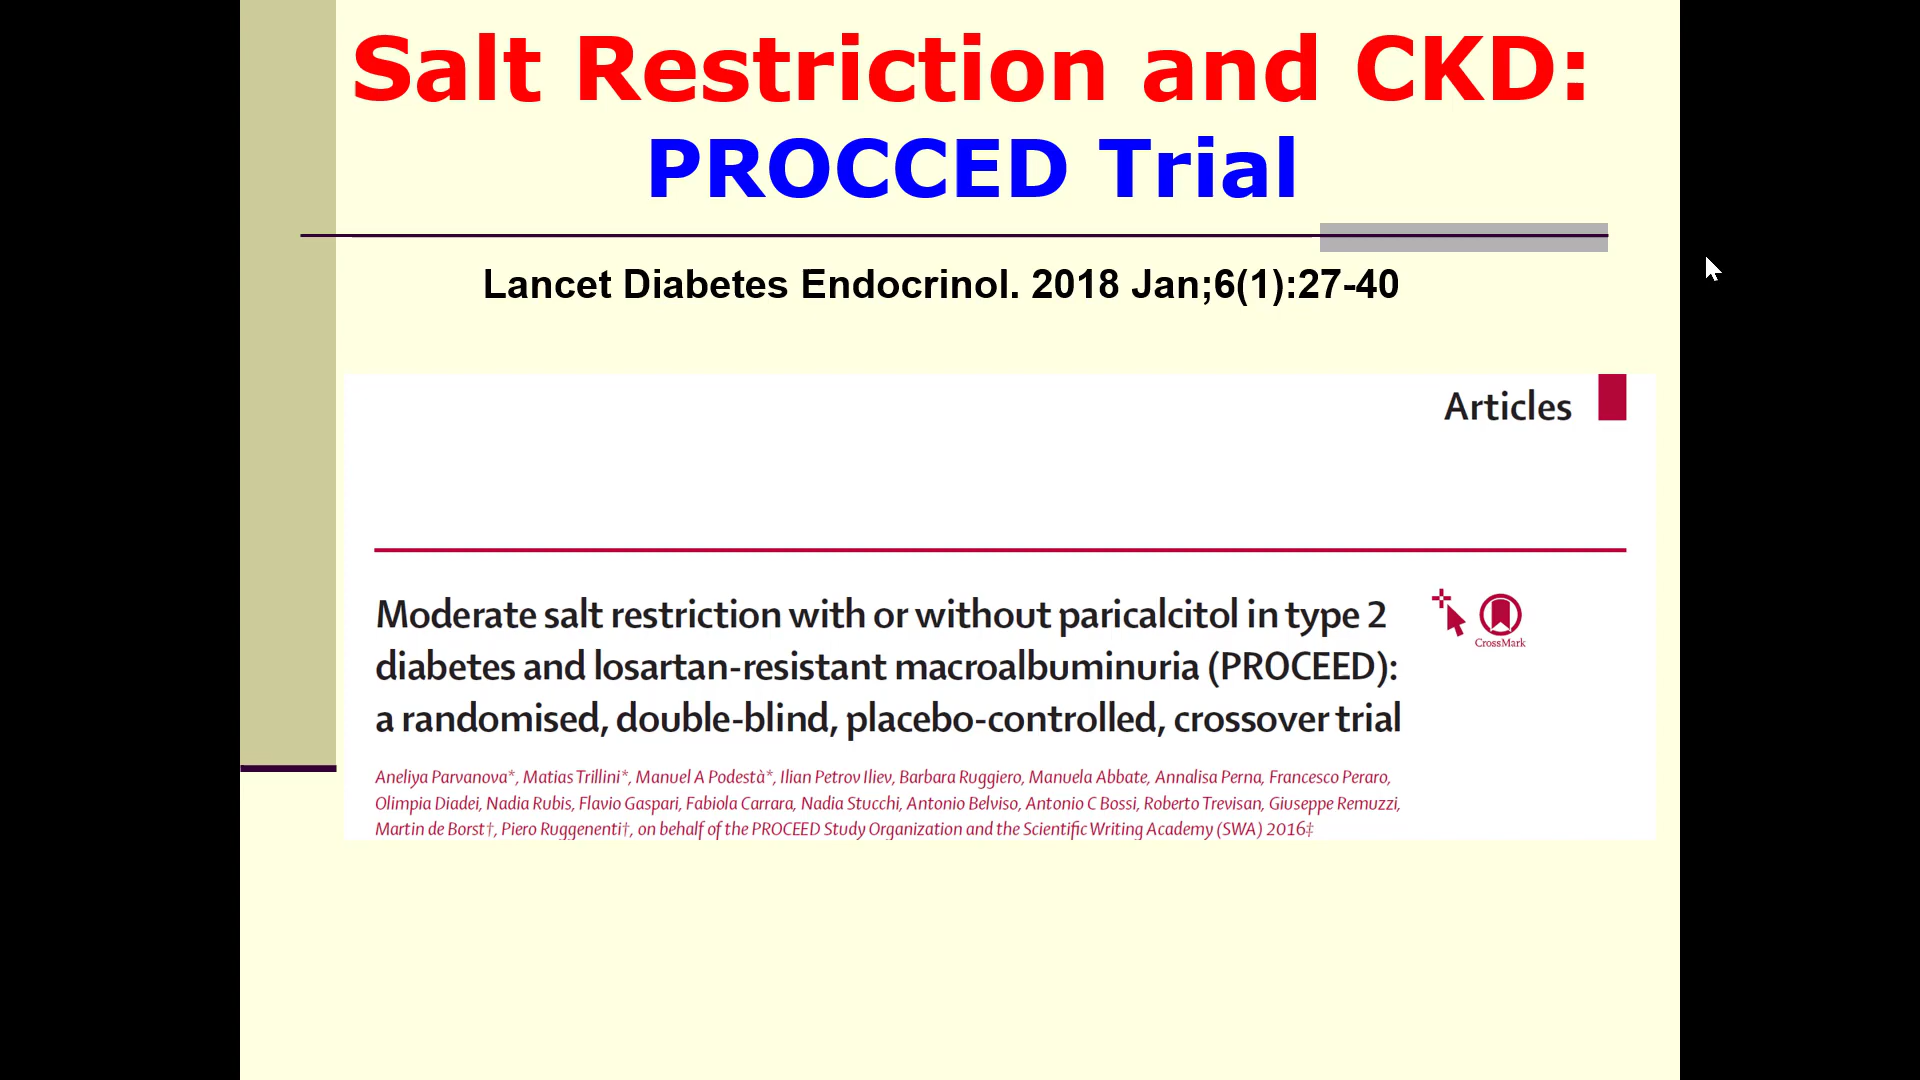 Salt Restriction and CKD:
PROCCED Trial
Lancet Diabetes Endocrinol. 2018 Jan;6(1):27-40
Articles
Moderate salt restriction with or without paricalcitol in type 2
diabetes and losartan-resistant macroalbuminuria (PROCEED):
a randomised, double-blind, placebo-controlled, crossover trial
CrossMark
Aneliya Parvanova*, Matias Trillini*, Manuel A Podestà*, Ilian Petrov Iliev, Barbara Ruggiero, Manuela Abbate, Annalisa Perna, Francesco Peraro,
Olimpia Diadei, Nadia Rubis, Flavio Gaspari, Fabiola Carrara, Nadia Stucchi, Antonio Belviso, Antonio C Bossi, Roberto Trevisan, Giuseppe Remuzzi,
Martin de Borst†, Piero Ruggenenti†, on behalf of the PROCEED Study Organization and the Scientific Writing Academy (SWA) 2016‡